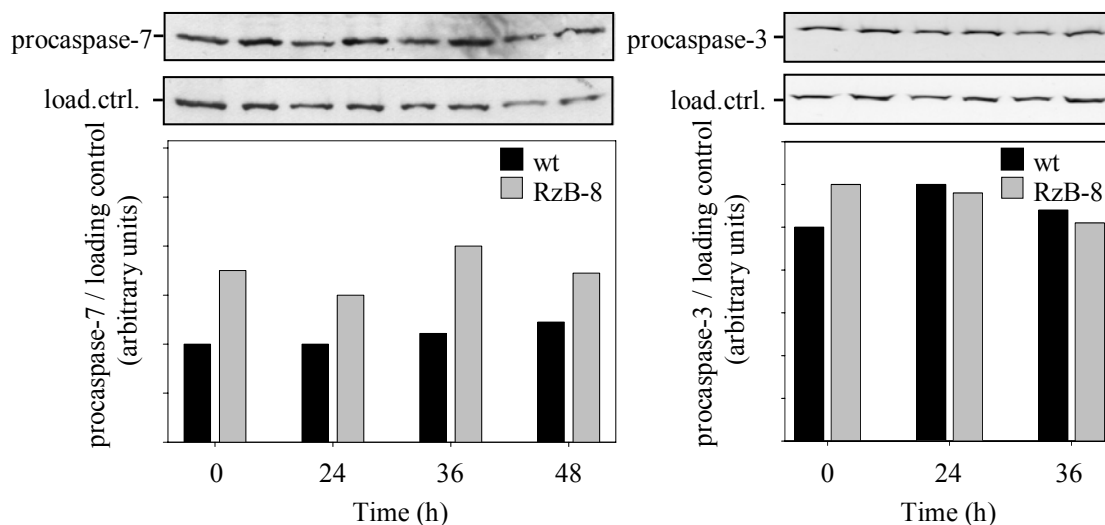 procaspase-7
load.ctrl.
procaspase-7 / loading control
(arbitrary units)
wt
RzB-8
0 24 36 48
Time (h)
procaspase-3
load.ctrl.
procaspase-3 / loading control
(arbitrary units)
wt
RzB-8
0 24 36
Time (h)